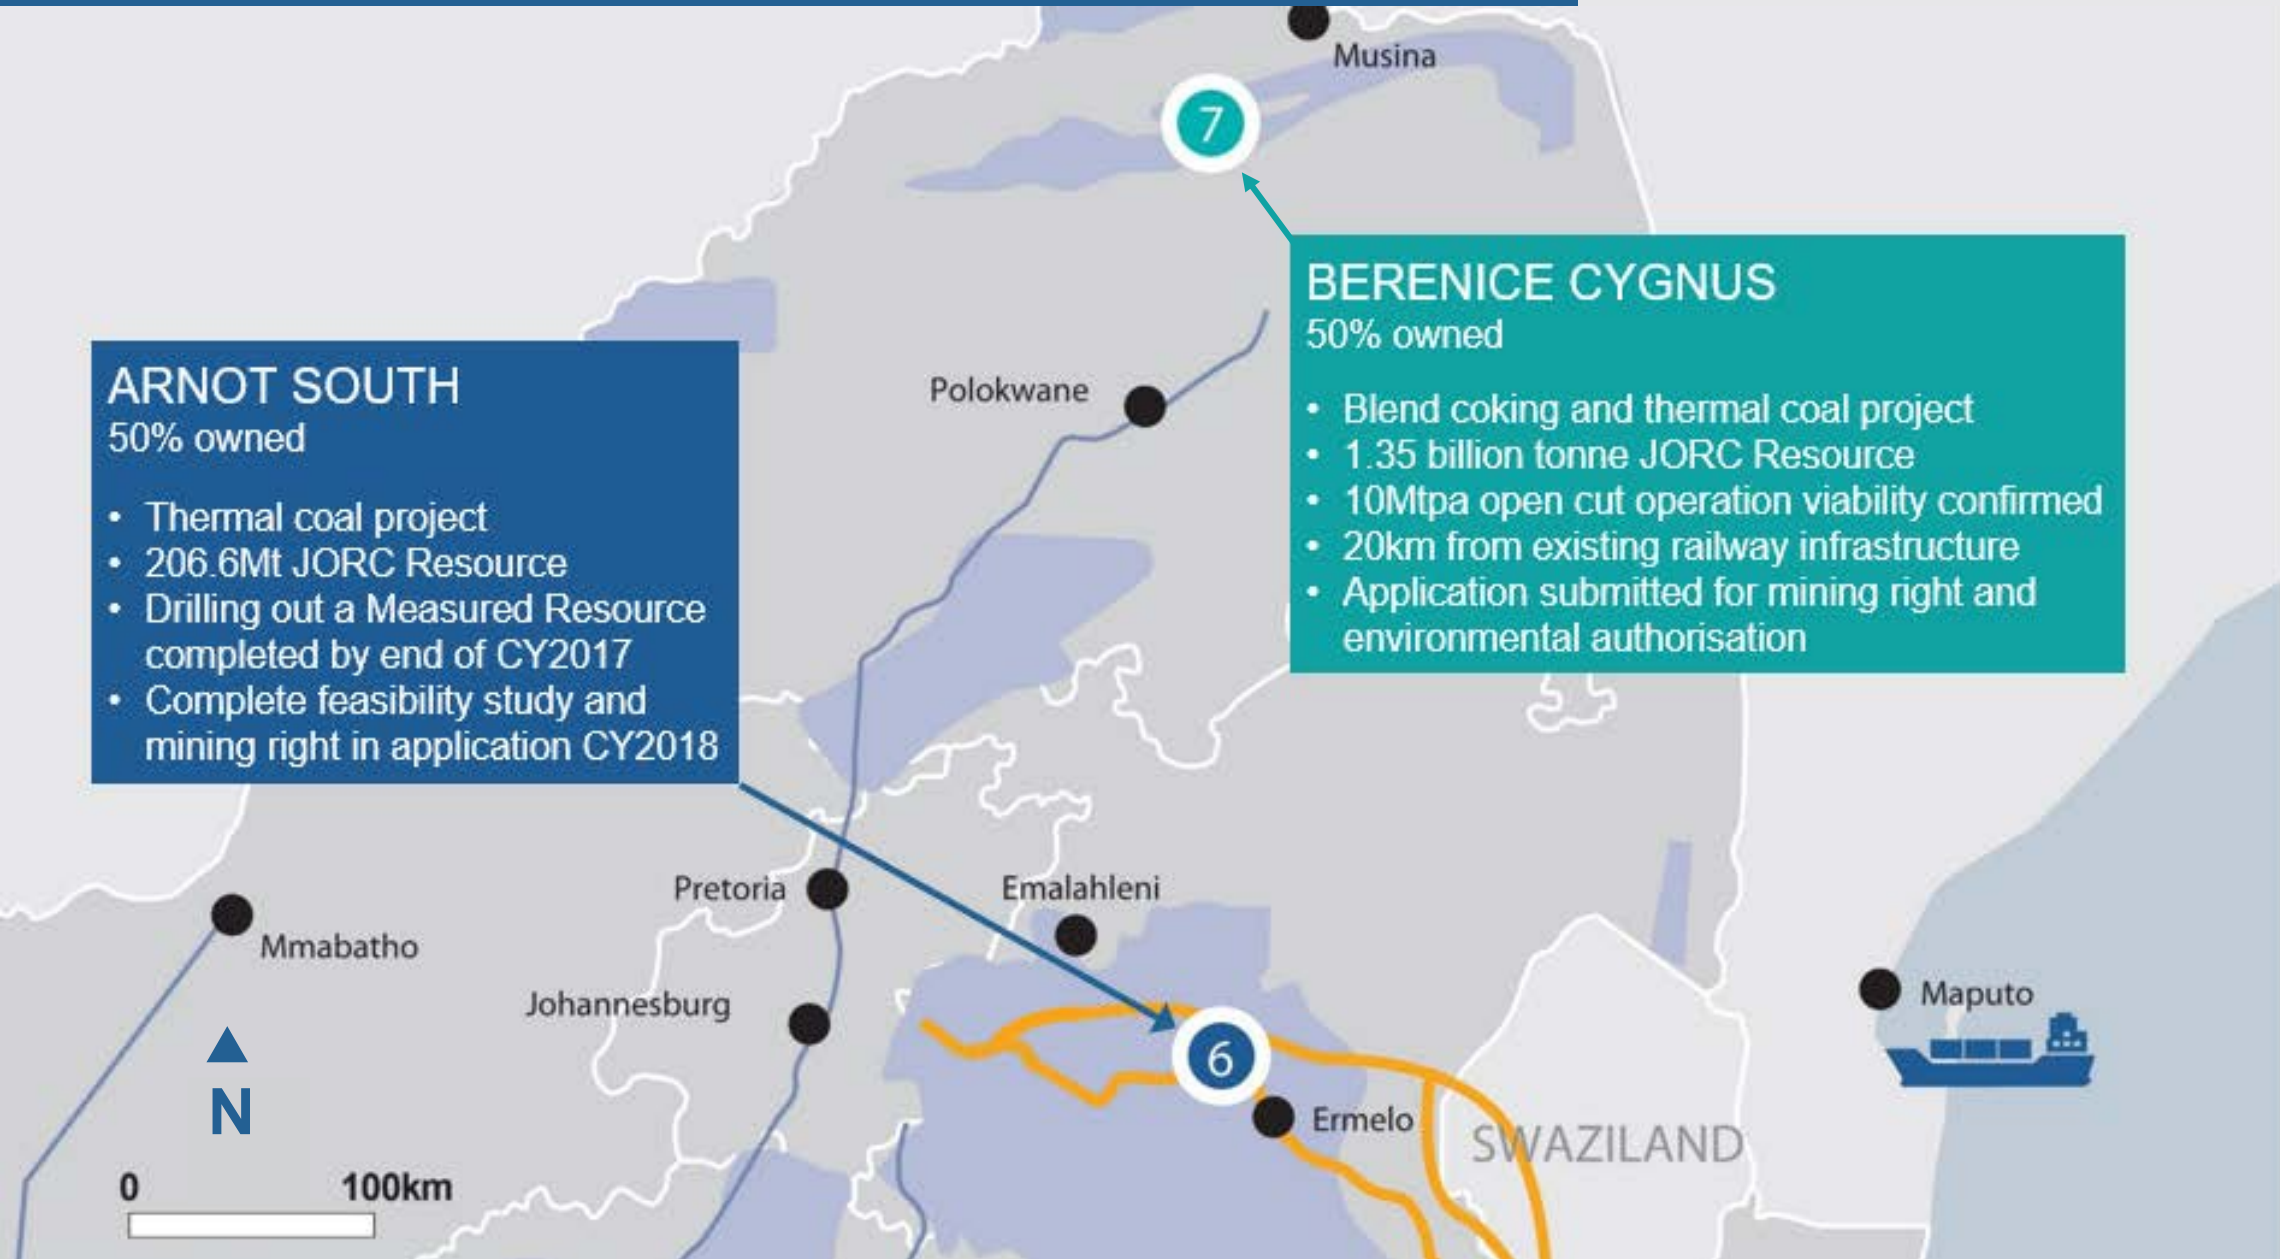 Musina
7
BERENICE CYGNUS
50% owned
• Blend coking and thermal coal project
• 1.35 billion tonne JORC Resource
• 10Mtpa open cut operation viability confirmed
• 20km from existing railway infrastructure
• Application submitted for mining right and
environmental authorisation
ARNOT SOUTH
50% owned
• Thermal coal project
• 206.6Mt JORC Resource
• Drilling out a Measured Resource
completed by end of CY2017
• Complete feasibility study and
mining right in application CY2018
Polokwane
Pretoria
Emalahleni
Mmabatho
Johannesburg
Maputo
6
Ermelo
SWAZILAND
N
0 100km